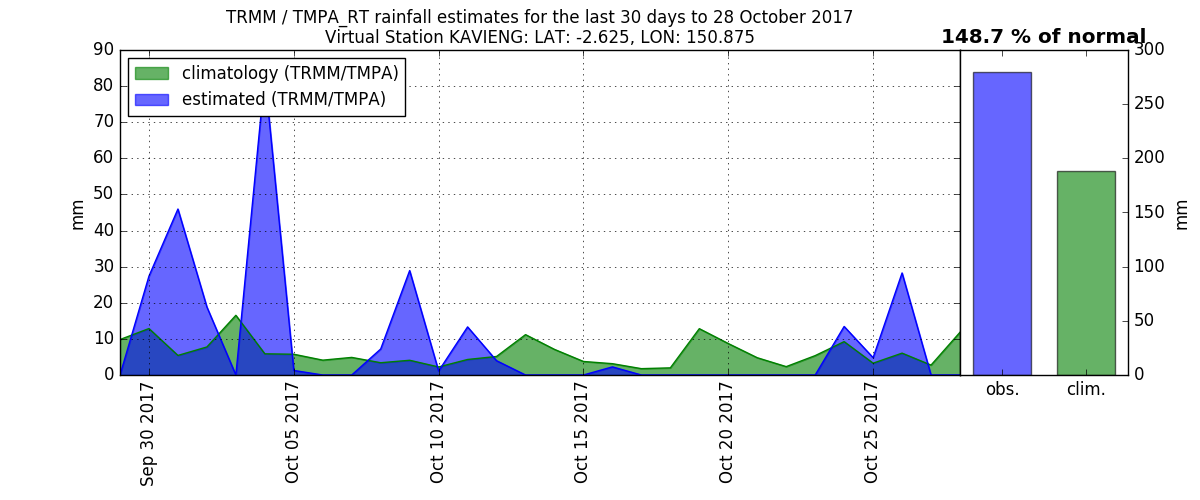 TRMM / TMPA_RT rainfall estimates for the last 30 days to 28 October 2017
Virtual Station KAVIENG: LAT: -2.625, LON: 150.875
148.7 % of normal
climatology (TRMM/TMPA)
estimated (TRMM/TMPA)
mm
90
80
70
60
50
40
30
20
10
0
Sep 30 2017
Oct 05 2017
Oct 10 2017
Oct 15 2017
Oct 20 2017
Oct 25 2017
300
250
200
150
100
50
0
mm
obs.
clim.